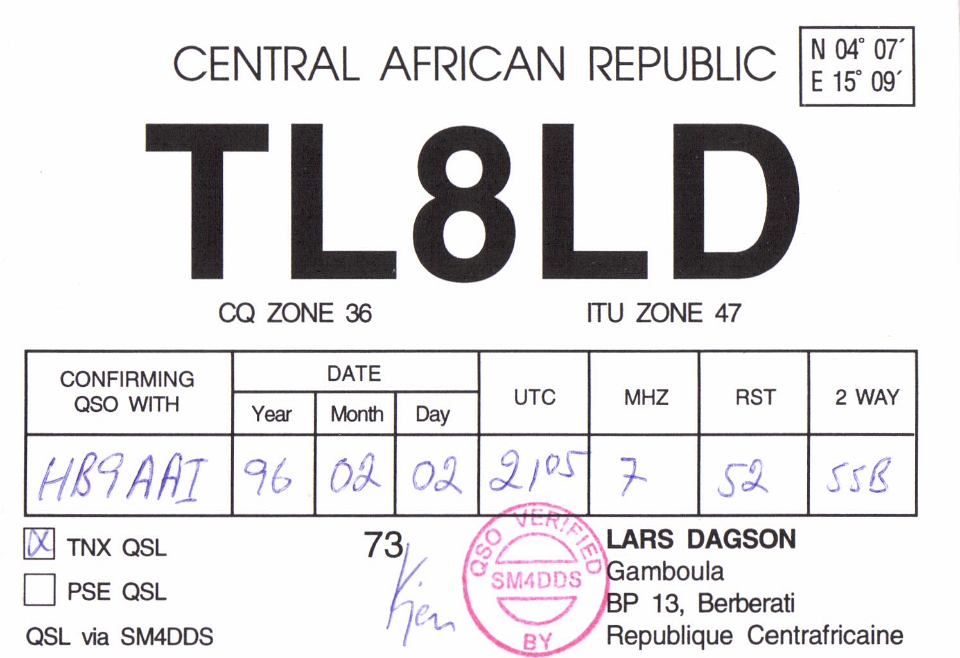 CENTRAL AFRICAN REPUBLIC
N 04° 07´
E 15° 09´
TL8LD
CQ ZONE 36 ITU ZONE 47
CONFIRMING QSO WITH
DATE
Year Month Day
UTC
MHZ
RST
2 WAY
HB9AAI 96 02 02 2105 7 52 SSB
TNX QSL
PSE QSL
QSL via SM4DDS
73
QSO VERIFIED
SM4DDS
BY
LARS DAGSON
Gamboula
BP 13, Berberati
Republique Centrafricaine